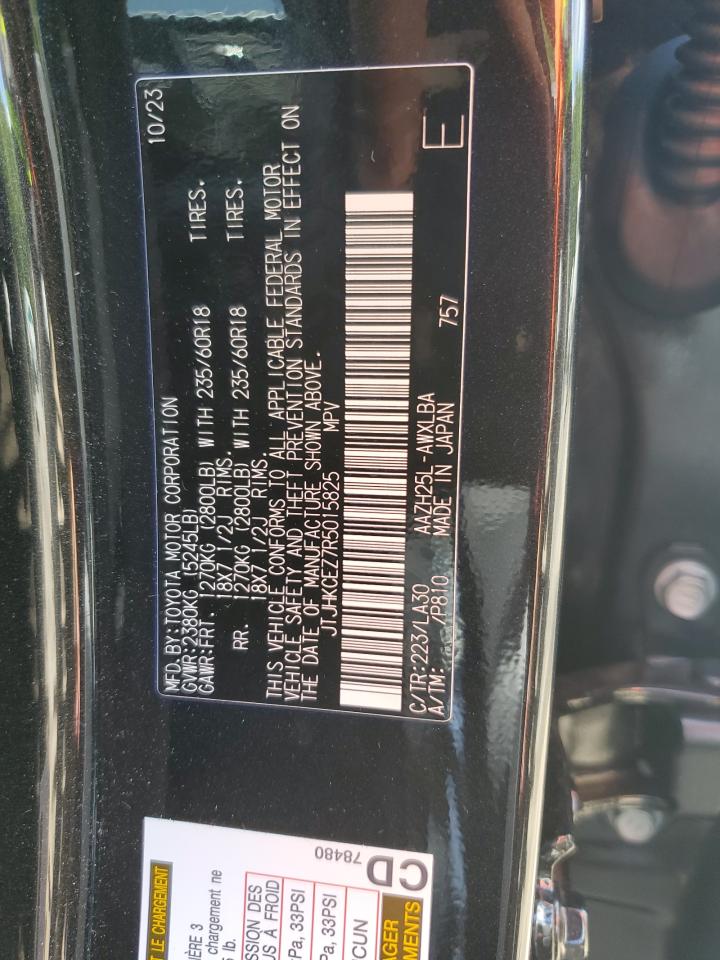 MFD. BY:TOYOTA MOTOR CORPORATION 10/23
GVWR:2380KG (5245LB)
GAWR:FRT. 1270KG (2800LB) WITH 235/60R18 TIRES.
18X7 1/2J RIMS.
RR. 1270KG (2800LB) WITH 235/60R18 TIRES.
18X7 1/2J RIMS.
THIS VEHICLE CONFORMS TO ALL APPLICABLE FEDERAL MOTOR
VEHICLE SAFETY AND THEFT PREVENTION STANDARDS IN EFFECT ON
THE DATE OF MANUFACTURE SHOWN ABOVE.
JTJHKCEZ7R5015825 MPV
C/TR:223/LA30 AAZH25L-AWXLBA
A/TM: /P810 MADE IN JAPAN 757 E
T LE CHARGEMENT
IÈRE 3
chargement ne
lb.
SSION DES
US À FROID
Pa, 33PSI
Pa, 33PSI
CUN
AGER
MENTS
78480
CD